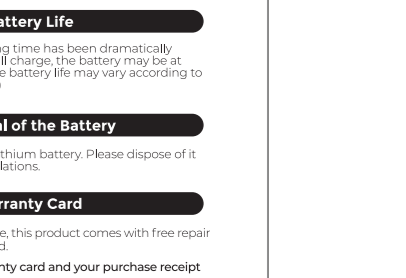 ttery Life
g time has been dramatically
ll charge, the battery may be at
e battery life may vary according to
l of the Battery
thium battery. Please dispose of it
lations.
rranty Card
e, this product comes with free repair
d.
nty card and your purchase receipt